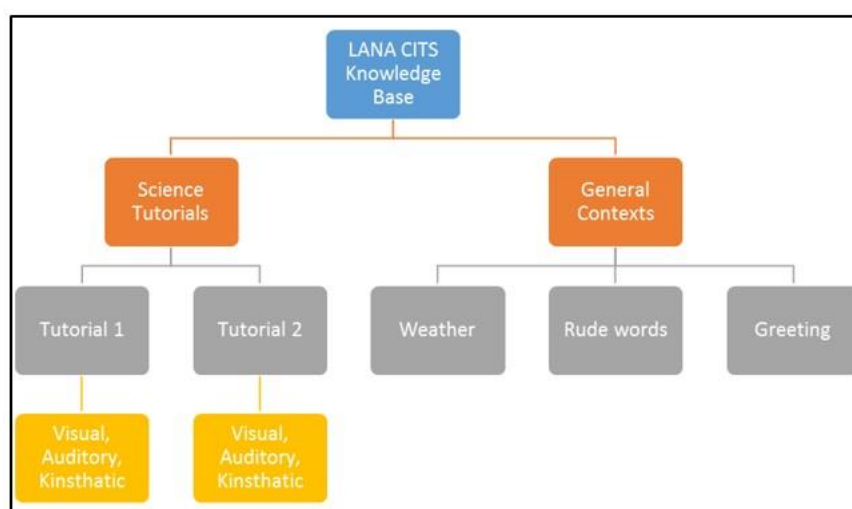 LANA CITS
Knowledge
Base
Science
Tutorials
General
Contexts
Tutorial 1
Tutorial 2
Weather
Rude words
Greeting
Visual,
Auditory,
Kinsthatic
Visual,
Auditory,
Kinsthatic